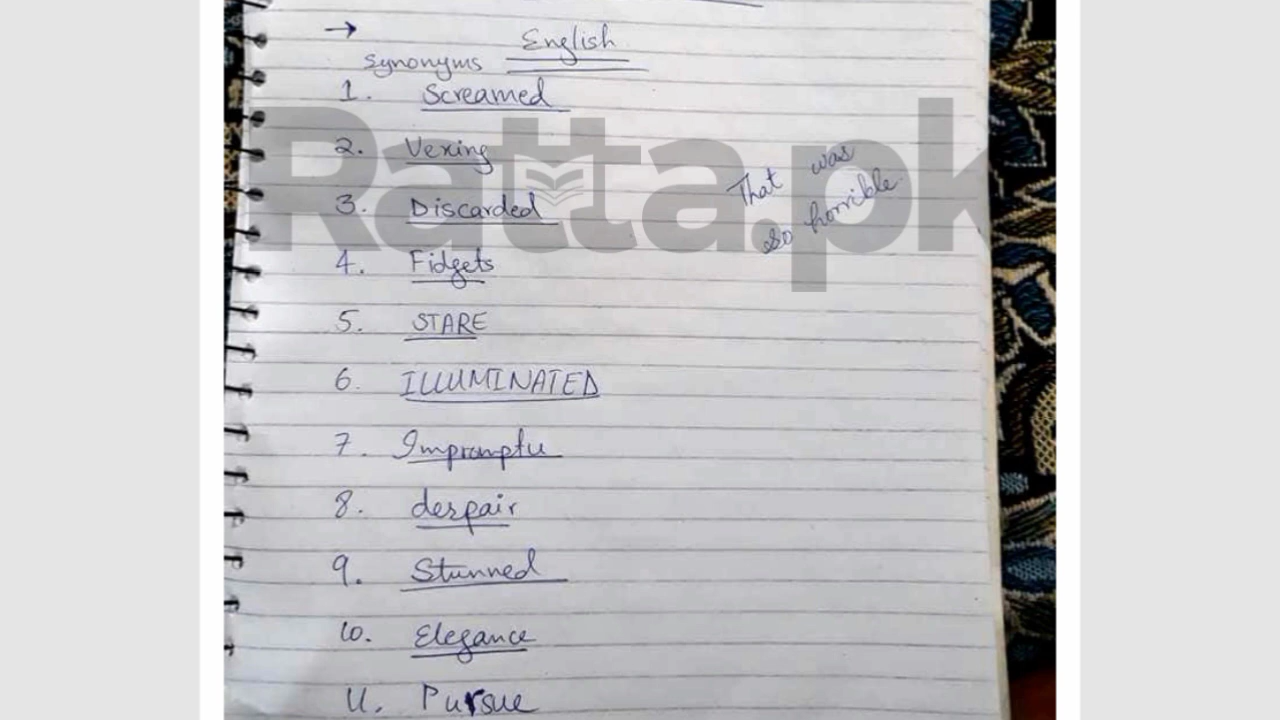 → English
Synonyms
1. Screamed
2. Vexing
3. Discarded
4. Fidgets
5. STARE
6. ILLUMINATED
7. Impromptu
8. despair
9. Stunned
10. Elegance
11. Pursue
That was
so horrible.
Ratta.pk